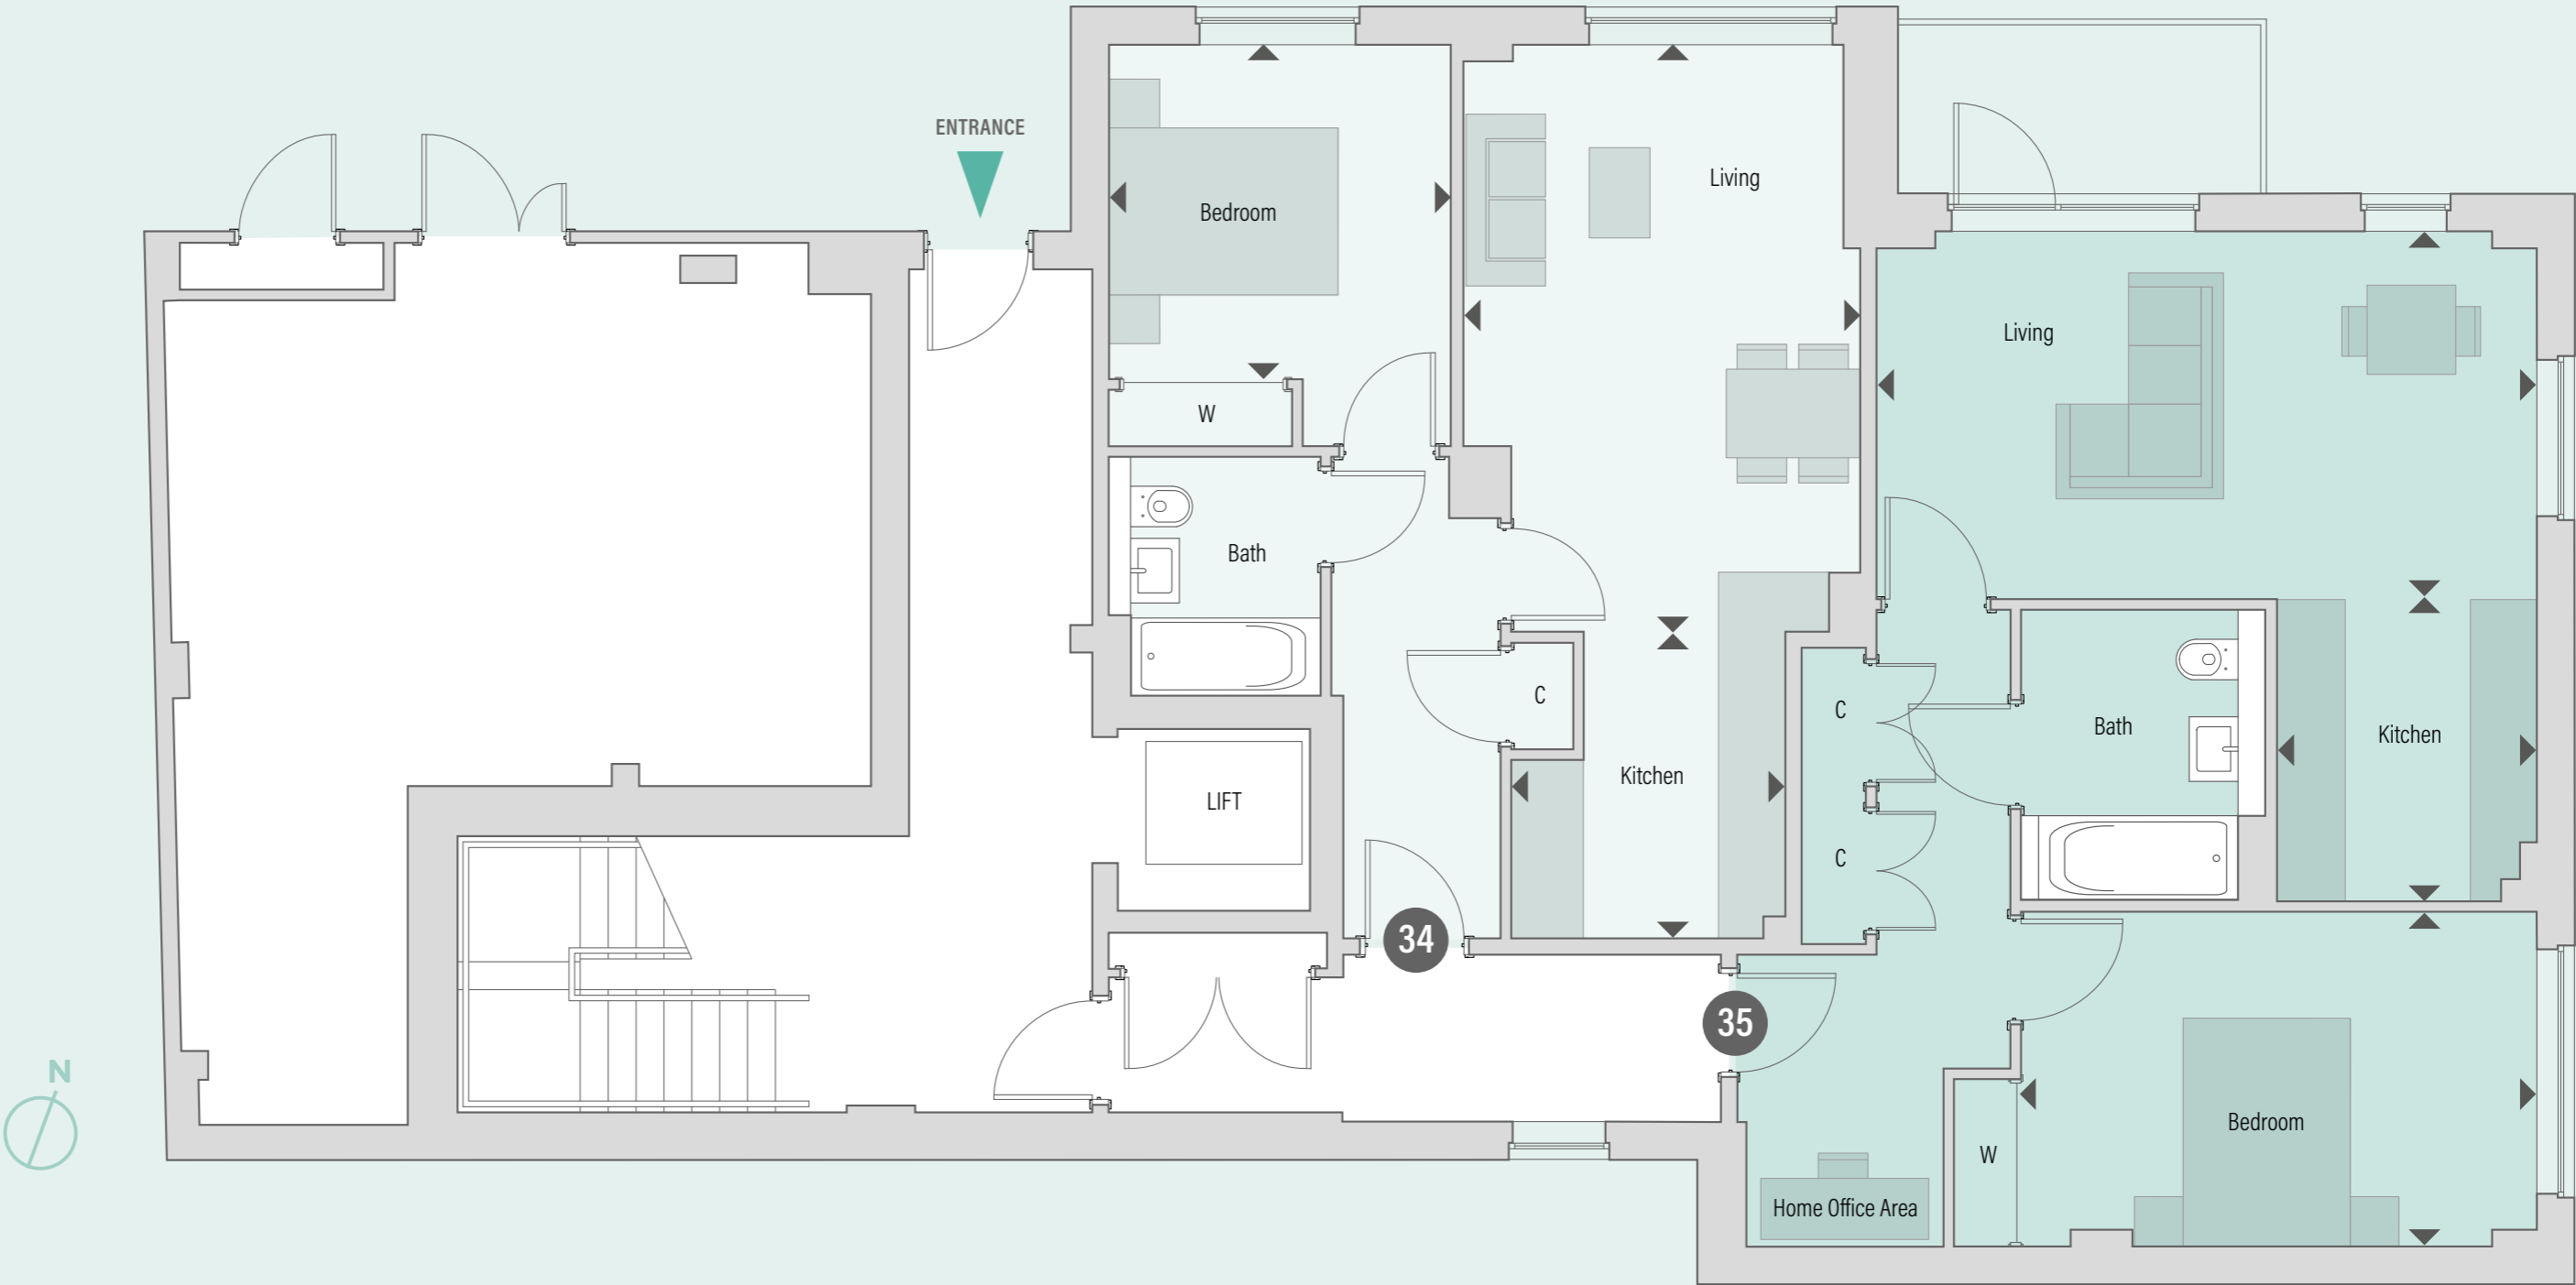 ENTRANCE
Living
Bedroom
Living
W
Bath
C
C
Bath
Kitchen
Kitchen
LIFT
C
34
35
N
Bedroom
W
Home Office Area